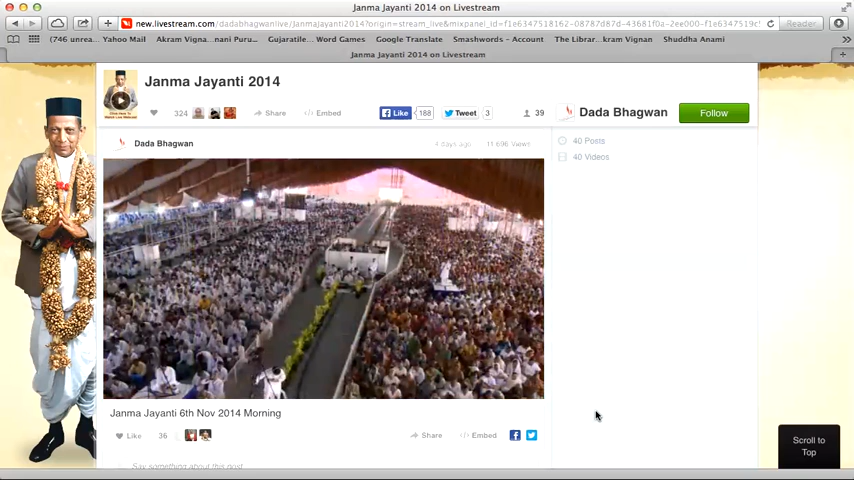 Janma Jayanti 2014 on Livestream
new.livestream.com/dadabhagwanlive/Janmajayanti2014?origin=stream_live&mixpanel_id=f1e6347518162-08787d87d-43681f0a-2ee000-f1e6347519c
Reader
(746 unrea... Yahoo Mail Akram Vigna...nani Puru... Gujaratile... Word Games Google Translate Smashwords - Account The Librar...kram Vignan Shuddha Anami
Janma Jayanti 2014 on Livestream
Janma Jayanti 2014
324 Share </> Embed Like 188 Tweet 3 39 Dada Bhagwan Follow
Dada Bhagwan 4 days ago 11 696 Views
40 Posts
40 Videos
Janma Jayanti 6th Nov 2014 Morning
Like 36 Share </> Embed
Say something about this post
Scroll to
Top